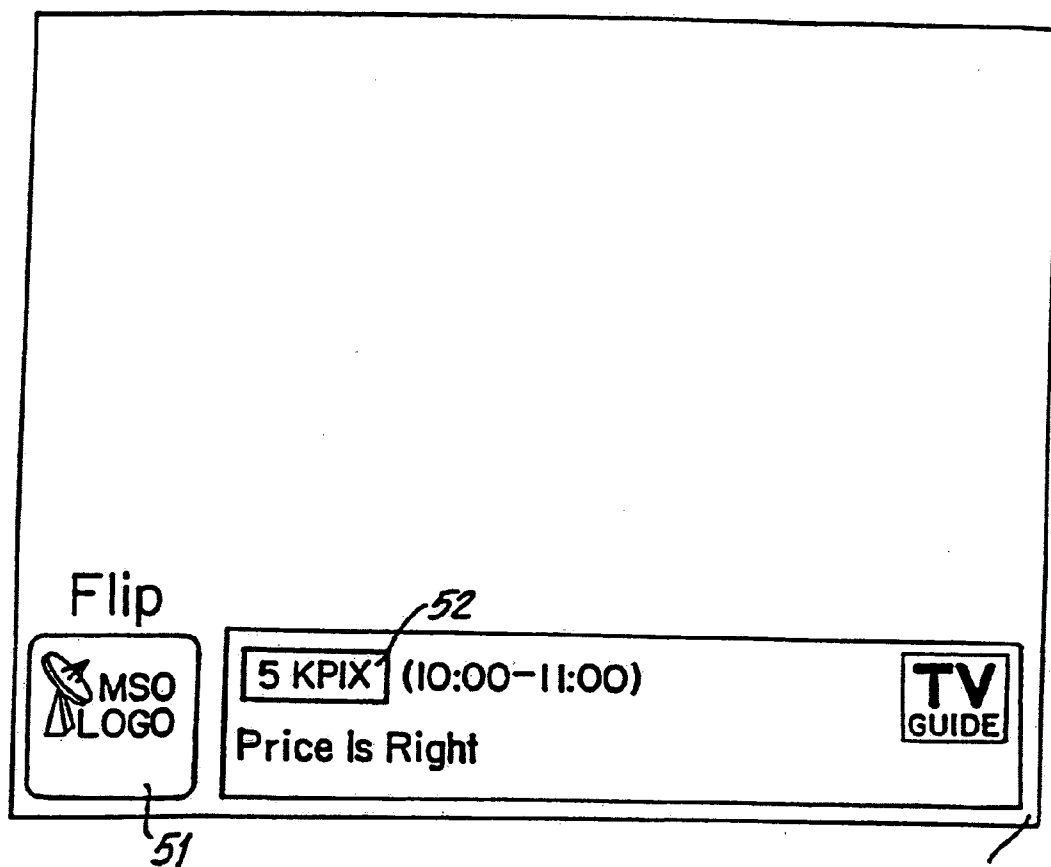 Flip
52
MSO
LOGO
5 KPIX (10:00-11:00)
Price Is Right
TV
GUIDE
51